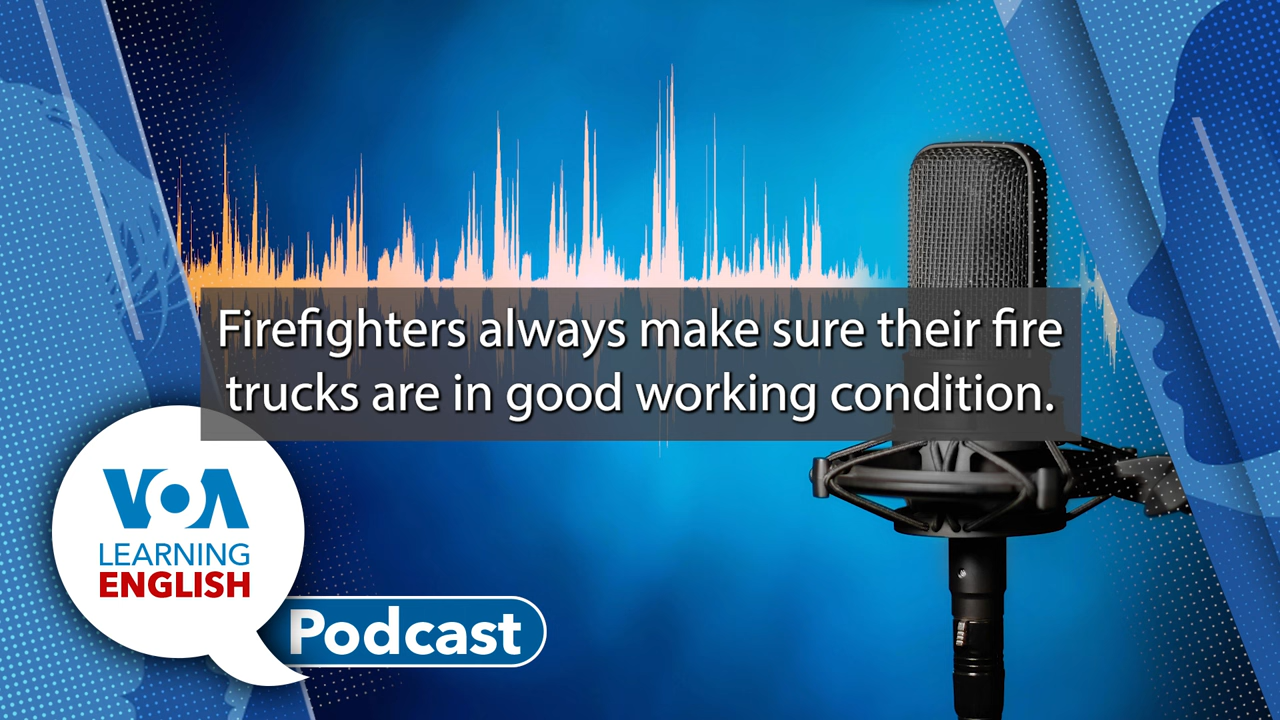 Firefighters always make sure their fire
trucks are in good working condition.
VOA
LEARNING
ENGLISH
Podcast